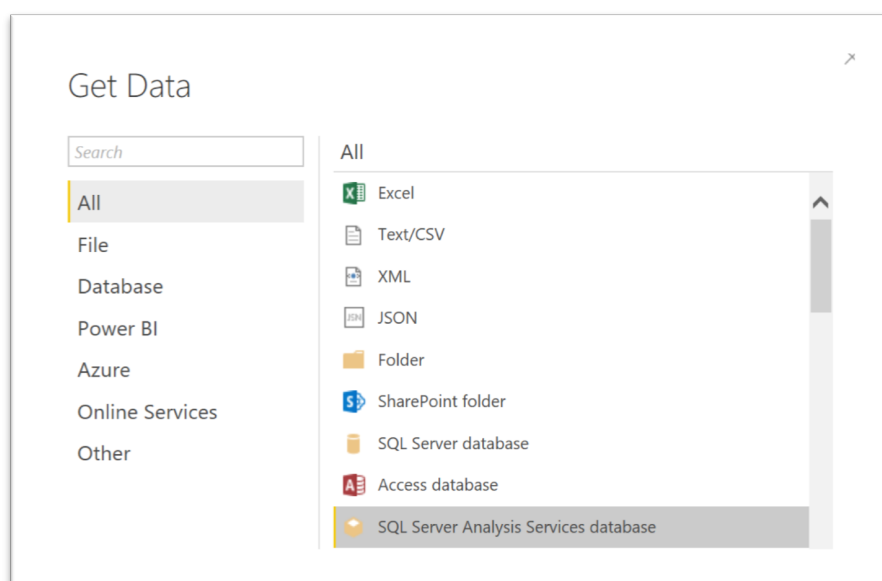 Get Data
Search
All
File
Database
Power BI
Azure
Online Services
Other
All
Excel
Text/CSV
XML
JSON
Folder
SharePoint folder
SQL Server database
Access database
SQL Server Analysis Services database